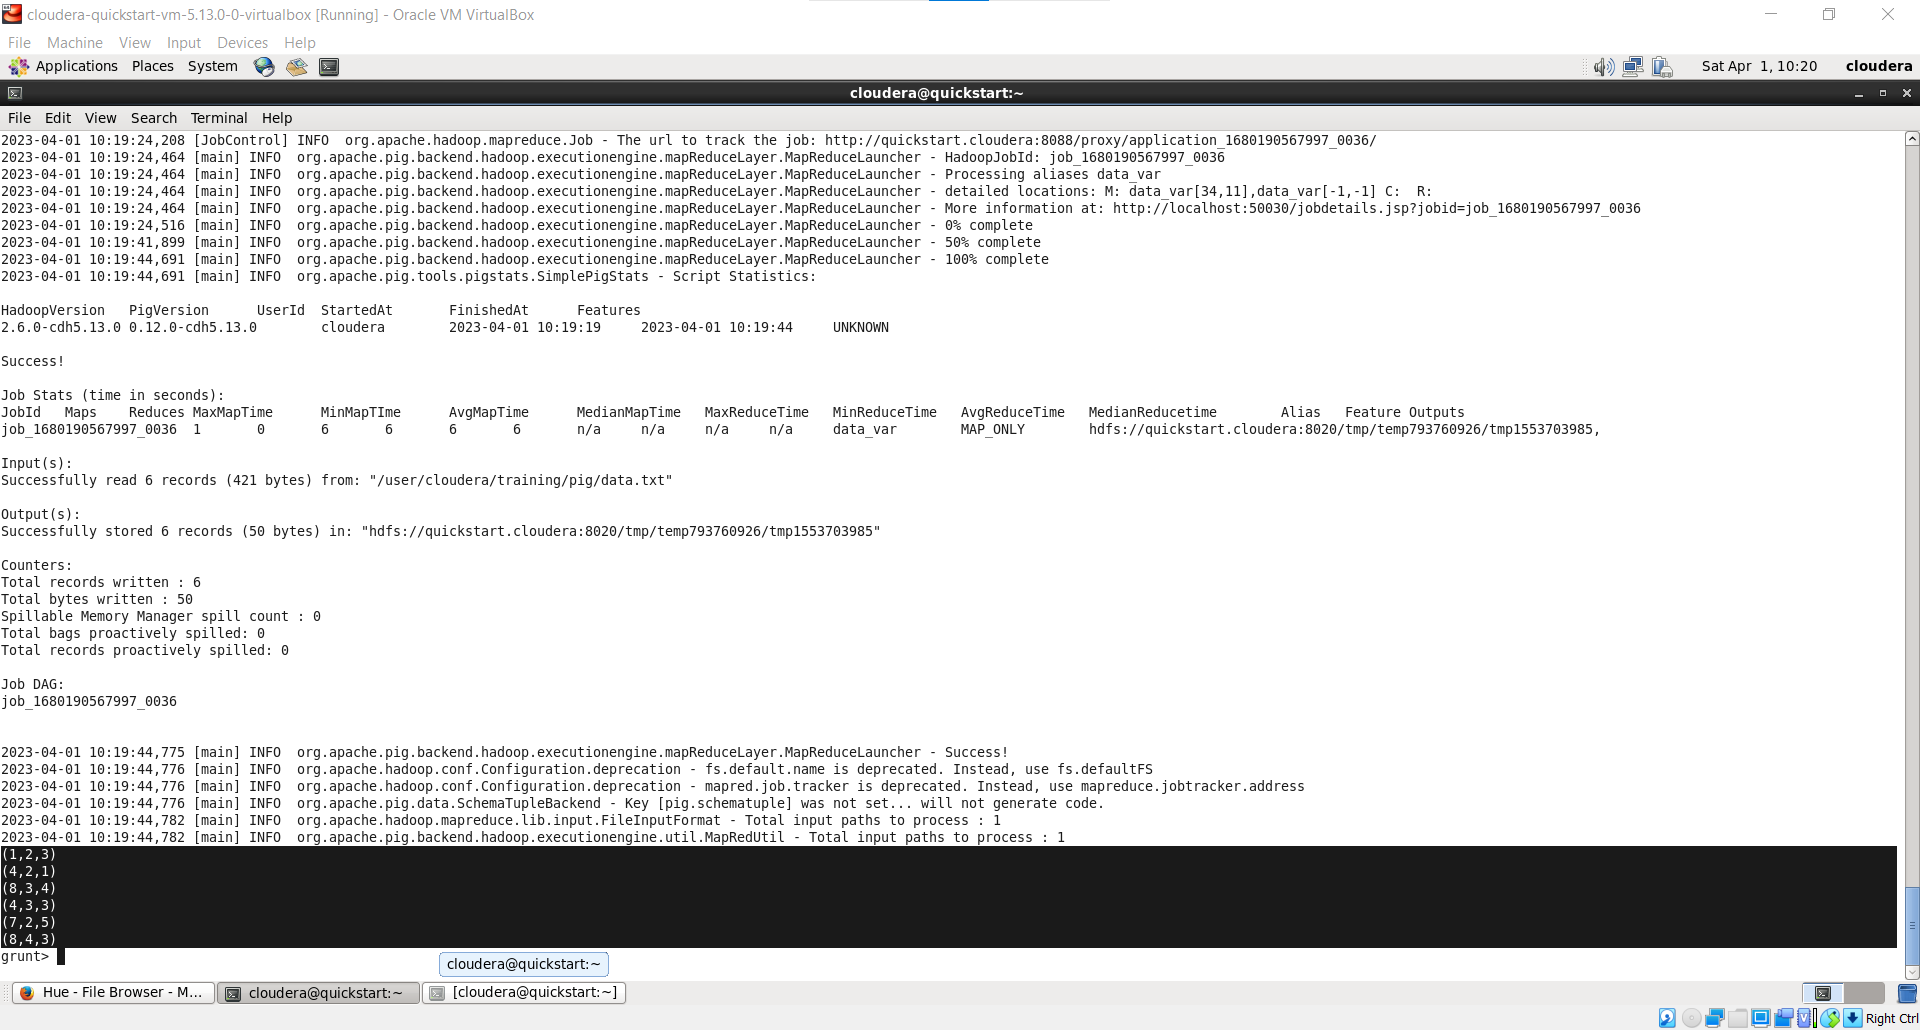 cloudera-quickstart-vm-5.13.0-0-virtualbox [Running] - Oracle VM VirtualBox
File Machine View Input Devices Help
Applications Places System Sat Apr 1, 10:20 cloudera
cloudera@quickstart:~
File Edit View Search Terminal Help
2023-04-01 10:19:24,208 [JobControl] INFO  org.apache.hadoop.mapreduce.Job - The url to track the job: http://quickstart.cloudera:8088/proxy/application_1680190567997_0036/
2023-04-01 10:19:24,464 [main] INFO  org.apache.pig.backend.hadoop.executionengine.mapReduceLayer.MapReduceLauncher - HadoopJobId: job_1680190567997_0036
2023-04-01 10:19:24,464 [main] INFO  org.apache.pig.backend.hadoop.executionengine.mapReduceLayer.MapReduceLauncher - Processing aliases data_var
2023-04-01 10:19:24,464 [main] INFO  org.apache.pig.backend.hadoop.executionengine.mapReduceLayer.MapReduceLauncher - detailed locations: M: data_var[34,11],data_var[-1,-1] C:  R:
2023-04-01 10:19:24,464 [main] INFO  org.apache.pig.backend.hadoop.executionengine.mapReduceLayer.MapReduceLauncher - More information at: http://localhost:50030/jobdetails.jsp?jobid=job_1680190567997_0036
2023-04-01 10:19:24,516 [main] INFO  org.apache.pig.backend.hadoop.executionengine.mapReduceLayer.MapReduceLauncher - 0% complete
2023-04-01 10:19:41,899 [main] INFO  org.apache.pig.backend.hadoop.executionengine.mapReduceLayer.MapReduceLauncher - 50% complete
2023-04-01 10:19:44,691 [main] INFO  org.apache.pig.backend.hadoop.executionengine.mapReduceLayer.MapReduceLauncher - 100% complete
2023-04-01 10:19:44,691 [main] INFO  org.apache.pig.tools.pigstats.SimplePigStats - Script Statistics:
HadoopVersion PigVersion UserId StartedAt FinishedAt Features
2.6.0-cdh5.13.0 0.12.0-cdh5.13.0 cloudera 2023-04-01 10:19:19 2023-04-01 10:19:44 UNKNOWN
Success!
Job Stats (time in seconds):
JobId Maps Reduces MaxMapTime MinMapTIme AvgMapTime MedianMapTime MaxReduceTime MinReduceTime AvgReduceTime MedianReducetime Alias Feature Outputs
job_1680190567997_0036 1 0 6 6 6 6 n/a n/a n/a n/a data_var MAP_ONLY hdfs://quickstart.cloudera:8020/tmp/temp793760926/tmp1553703985,
Input(s):
Successfully read 6 records (421 bytes) from: "/user/cloudera/training/pig/data.txt"
Output(s):
Successfully stored 6 records (50 bytes) in: "hdfs://quickstart.cloudera:8020/tmp/temp793760926/tmp1553703985"
Counters:
Total records written : 6
Total bytes written : 50
Spillable Memory Manager spill count : 0
Total bags proactively spilled: 0
Total records proactively spilled: 0
Job DAG:
job_1680190567997_0036
2023-04-01 10:19:44,775 [main] INFO  org.apache.pig.backend.hadoop.executionengine.mapReduceLayer.MapReduceLauncher - Success!
2023-04-01 10:19:44,776 [main] INFO  org.apache.hadoop.conf.Configuration.deprecation - fs.default.name is deprecated. Instead, use fs.defaultFS
2023-04-01 10:19:44,776 [main] INFO  org.apache.hadoop.conf.Configuration.deprecation - mapred.job.tracker is deprecated. Instead, use mapreduce.jobtracker.address
2023-04-01 10:19:44,776 [main] INFO  org.apache.pig.data.SchemaTupleBackend - Key [pig.schematuple] was not set... will not generate code.
2023-04-01 10:19:44,782 [main] INFO  org.apache.hadoop.mapreduce.lib.input.FileInputFormat - Total input paths to process : 1
2023-04-01 10:19:44,782 [main] INFO  org.apache.pig.backend.hadoop.executionengine.util.MapRedUtil - Total input paths to process : 1
(1,2,3)
(4,2,1)
(8,3,4)
(4,3,3)
(7,2,5)
(8,4,3)
grunt>
cloudera@quickstart:~
Hue - File Browser - M... cloudera@quickstart:~ [cloudera@quickstart:~]
Right Ctrl